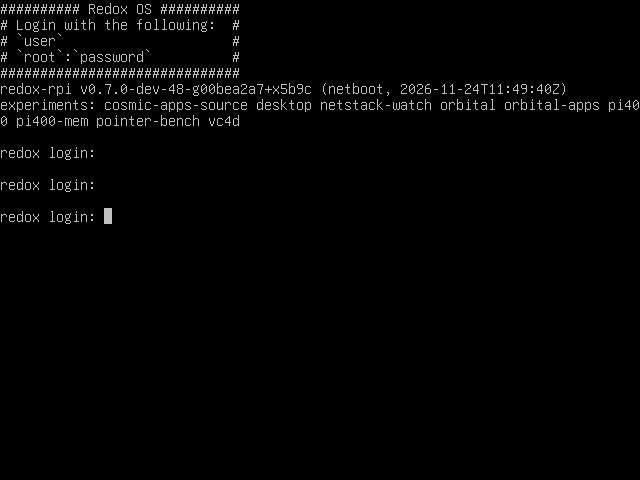 ########## Redox OS ##########
# Login with the following:  #
# `user`                     #
# `root`:`password`          #
##############################
redox-rpi v0.7.0-dev-48-g00bea2a7+x5b9c (netboot, 2026-11-24T11:49:40Z)
experiments: cosmic-apps-source desktop netstack-watch orbital orbital-apps pi40
0 pi400-mem pointer-bench vc4d
redox login:
redox login:
redox login: